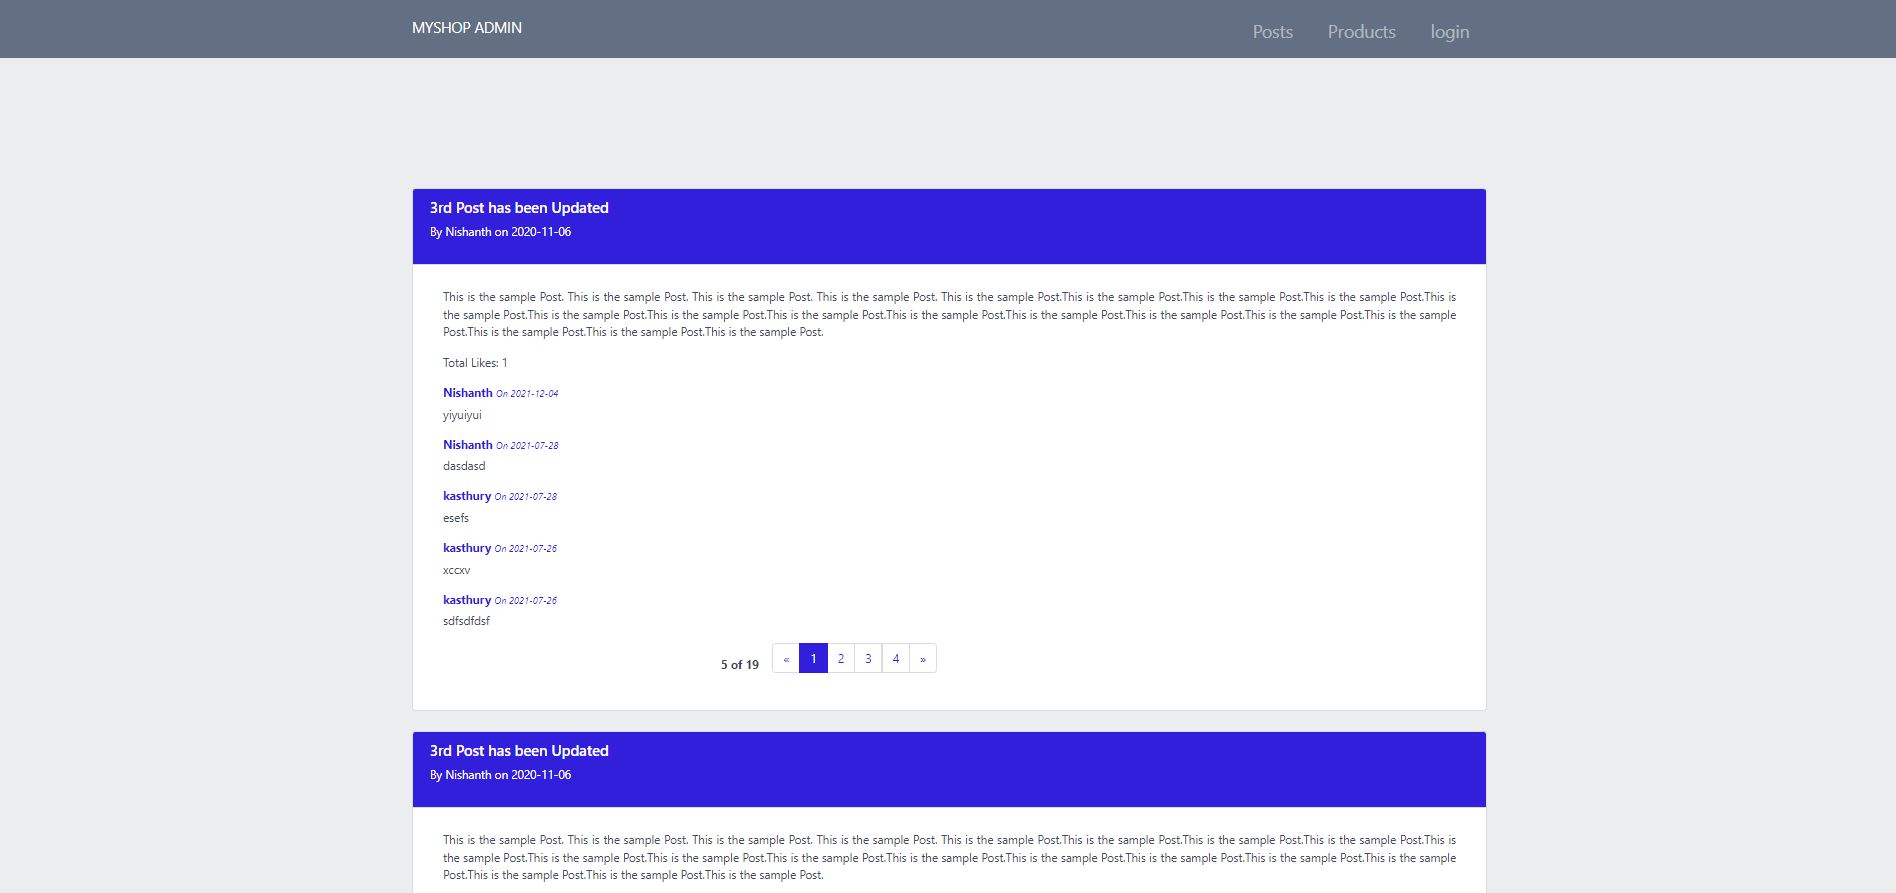 MYSHOP ADMIN
Posts Products login
3rd Post has been Updated
By Nishanth on 2020-11-06
This is the sample Post. This is the sample Post. This is the sample Post. This is the sample Post. This is the sample Post.This is the sample Post.This is the sample Post.This is the sample Post.This is
the sample Post.This is the sample Post.This is the sample Post.This is the sample Post.This is the sample Post.This is the sample Post.This is the sample Post.This is the sample Post.This is the sample
Post.This is the sample Post.This is the sample Post.This is the sample Post.
Total Likes: 1
Nishanth On 2021-12-04
yiyuiyui
Nishanth On 2021-07-28
dasdasd
kasthury On 2021-07-28
esefs
kasthury On 2021-07-26
xccxv
kasthury On 2021-07-26
sdfsdfdsf
5 of 19 « 1 2 3 4 »
3rd Post has been Updated
By Nishanth on 2020-11-06
This is the sample Post. This is the sample Post. This is the sample Post. This is the sample Post. This is the sample Post.This is the sample Post.This is the sample Post.This is the sample Post.This is
the sample Post.This is the sample Post.This is the sample Post.This is the sample Post.This is the sample Post.This is the sample Post.This is the sample Post.This is the sample Post.This is the sample
Post.This is the sample Post.This is the sample Post.This is the sample Post.